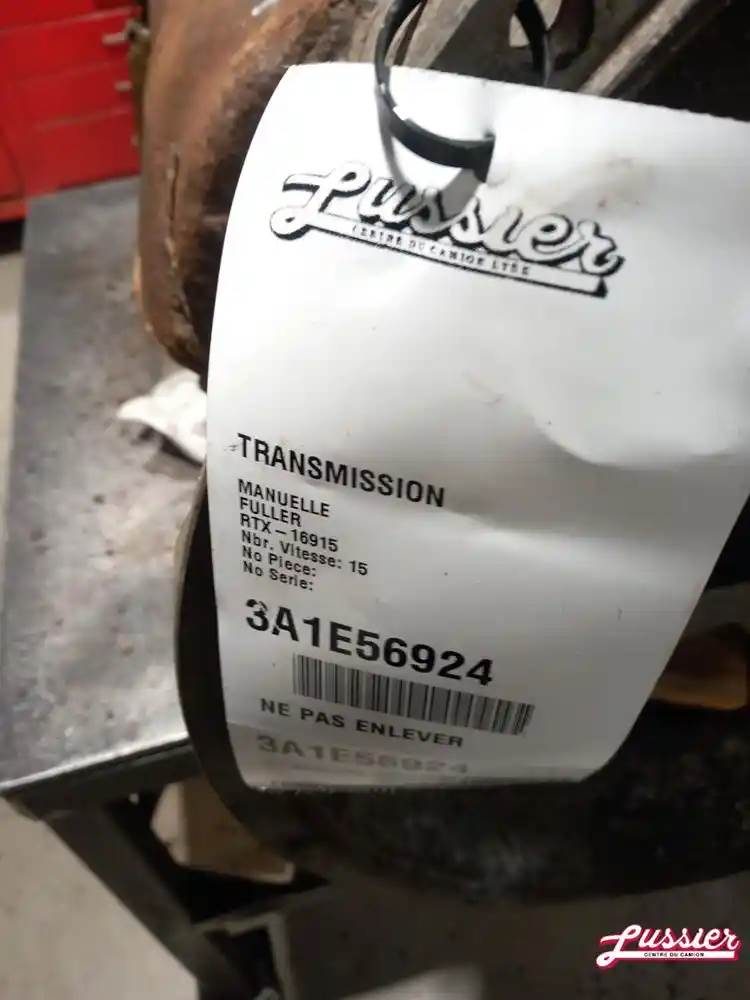 Lussier
CENTRE DU CAMION LTÉE
TRANSMISSION
MANUELLE
FULLER
RTX-16915
Nbr. Vitesse: 15
No Piece:
No Serie:
3A1E56924
NE PAS ENLEVER
3A1E56924
Lussier
CENTRE DU CAMION